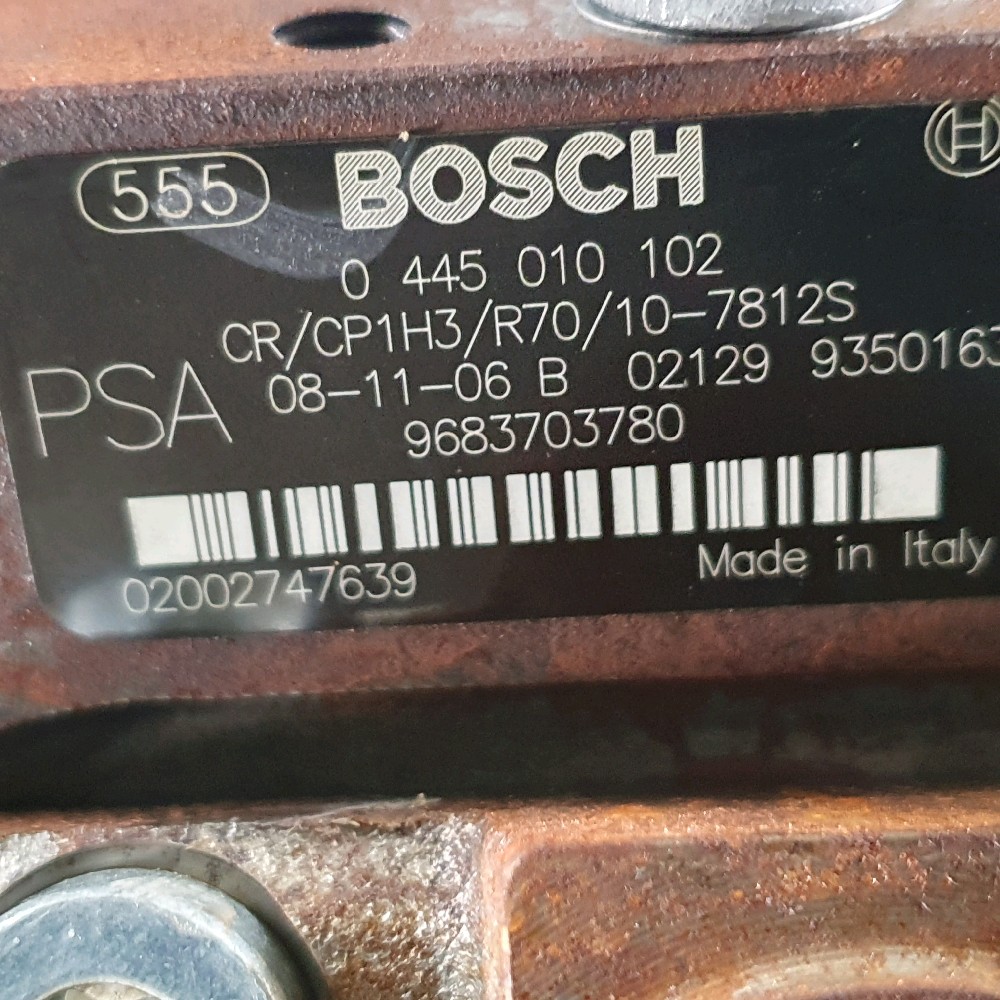 555 BOSCH
0 445 010 102
CR/CP1H3/R70/10-7812S
PSA 08-11-06 B 02129 9350163
9683703780
02002747639 Made in Italy